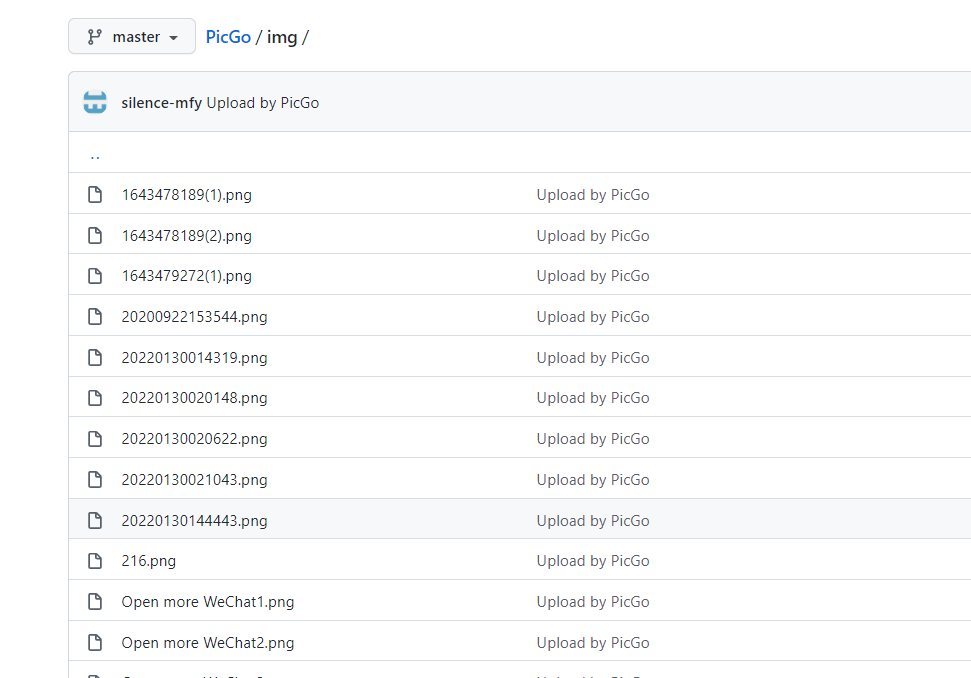 master PicGo / img /
silence-mfy Upload by PicGo
..
1643478189(1).png Upload by PicGo
1643478189(2).png Upload by PicGo
1643479272(1).png Upload by PicGo
20200922153544.png Upload by PicGo
20220130014319.png Upload by PicGo
20220130020148.png Upload by PicGo
20220130020622.png Upload by PicGo
20220130021043.png Upload by PicGo
20220130144443.png Upload by PicGo
216.png Upload by PicGo
Open more WeChat1.png Upload by PicGo
Open more WeChat2.png Upload by PicGo